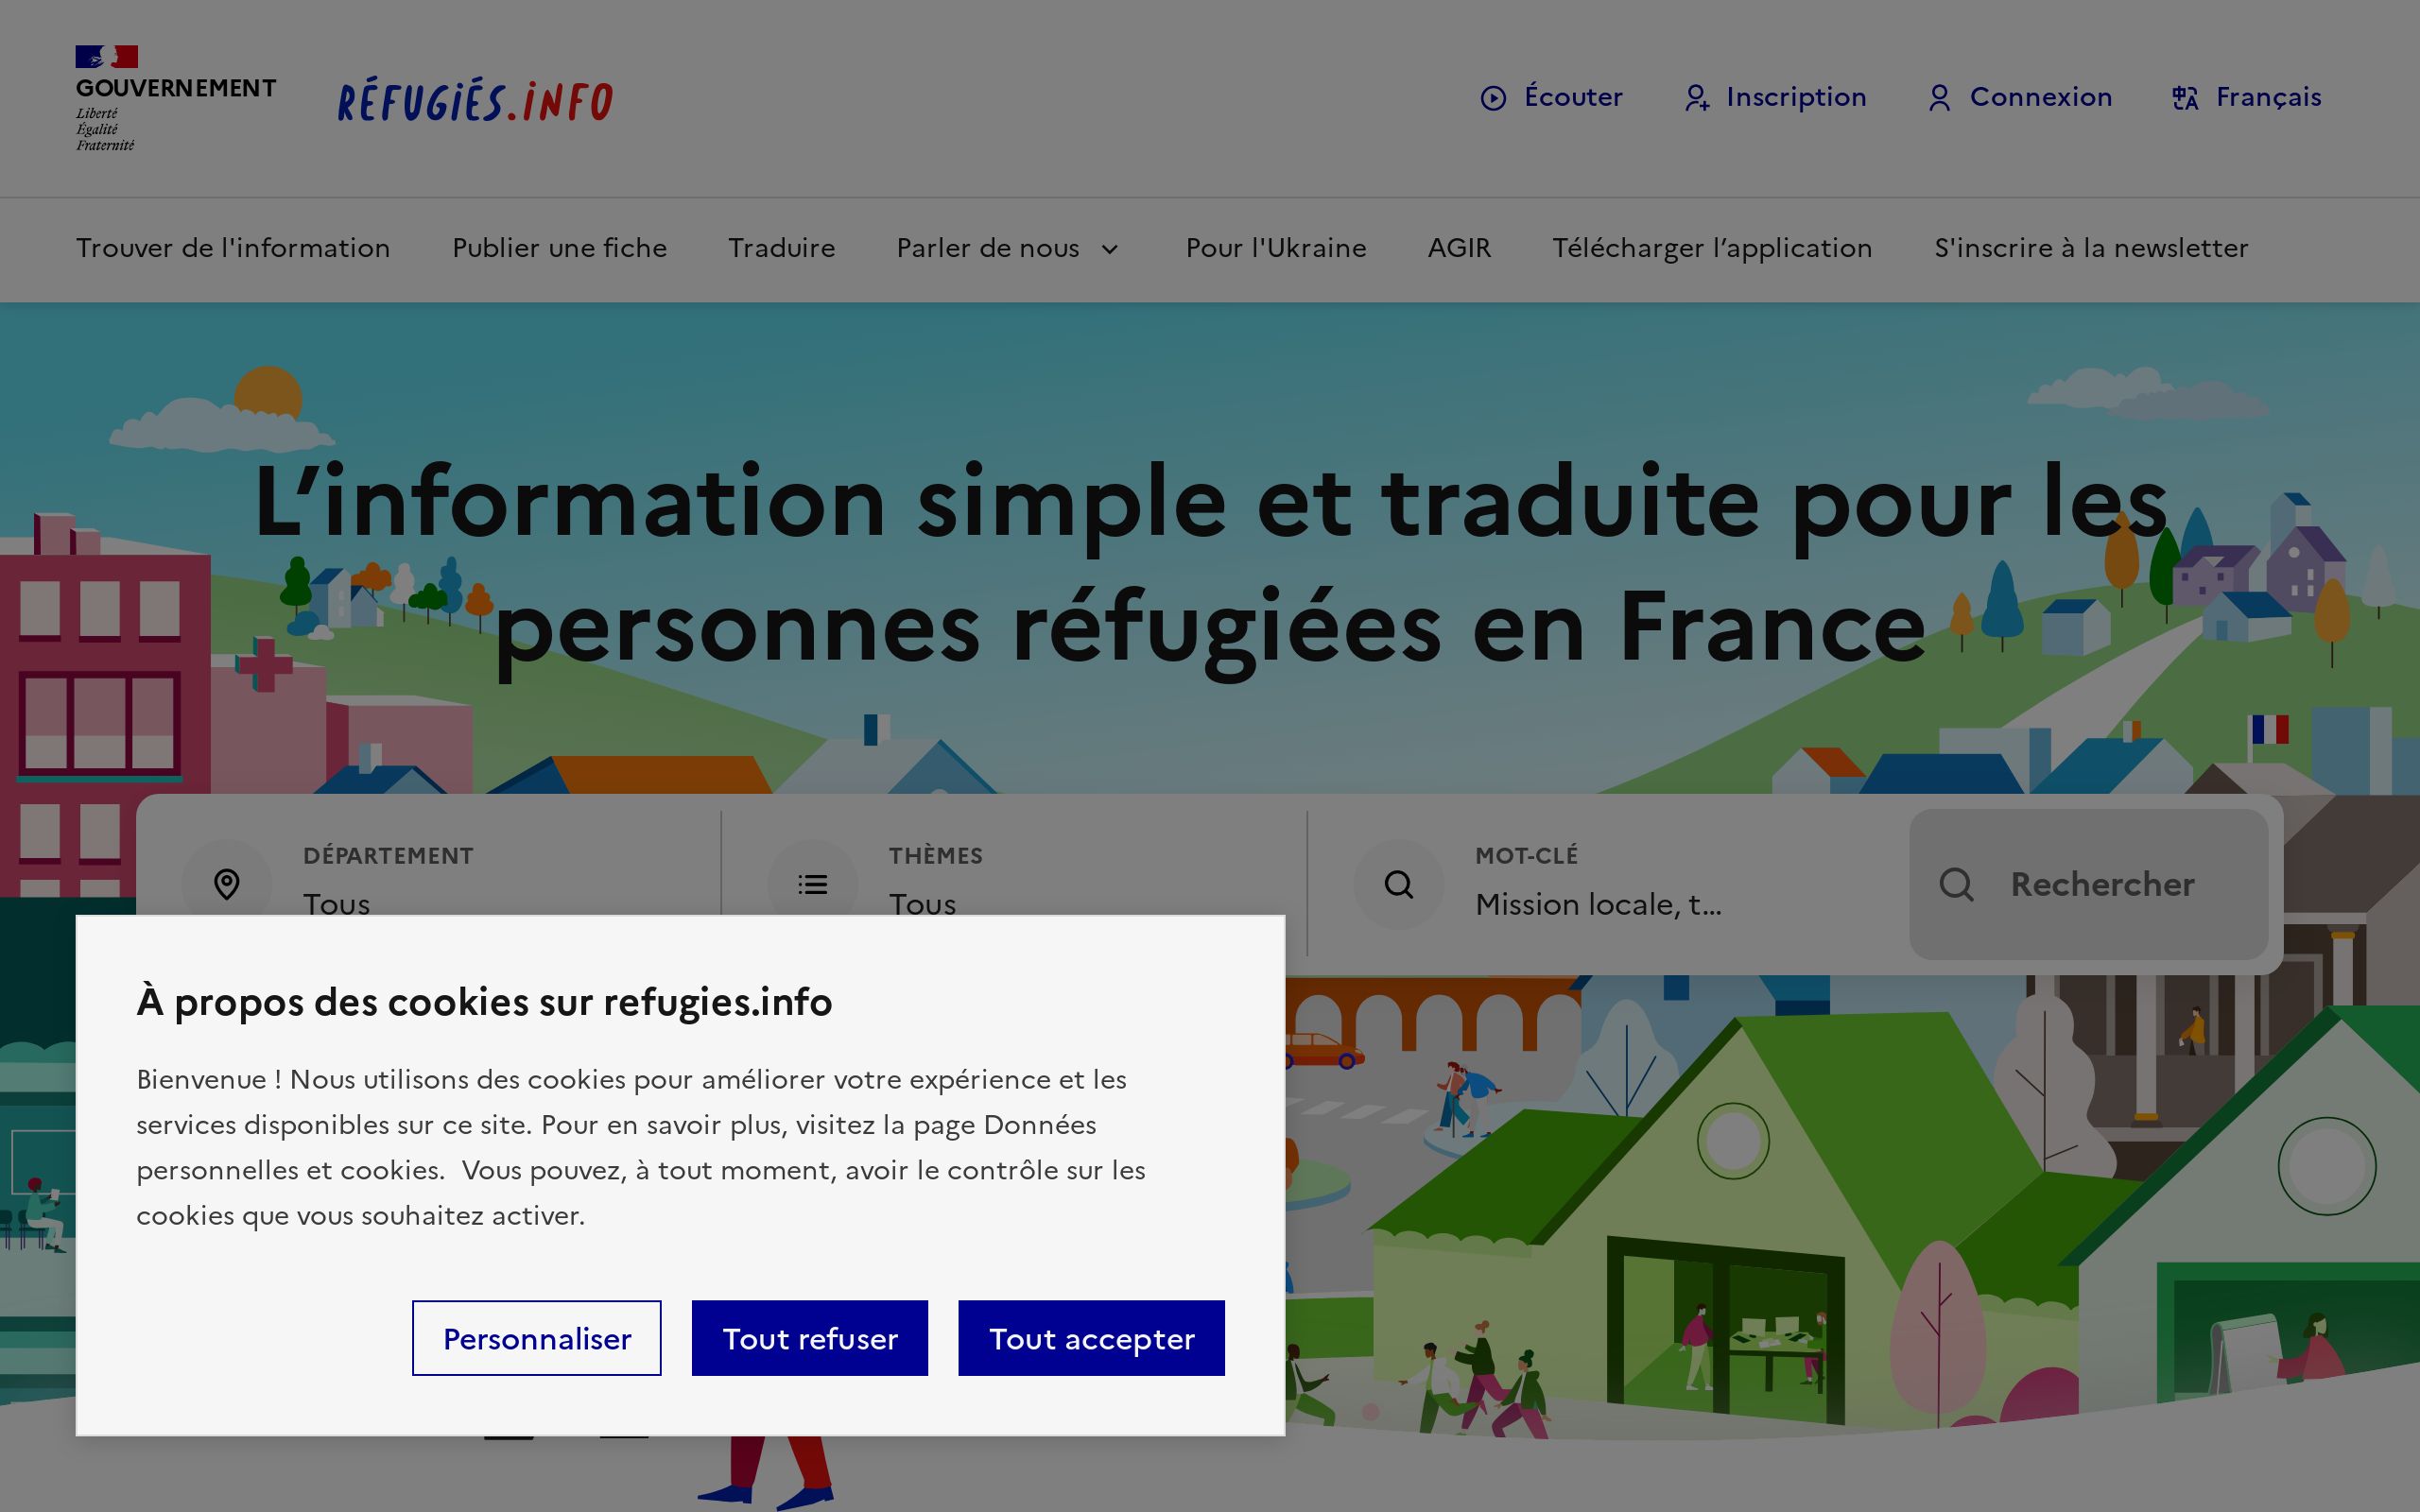 GOUVERNEMENT
Liberté
Égalité
Fraternité
RÉFUGIÉS.INFO
Écouter
Inscription
Connexion
Français
Trouver de l'information
Publier une fiche
Traduire
Parler de nous
Pour l'Ukraine
AGIR
Télécharger l’application
S'inscrire à la newsletter
L’information simple et traduite pour les
personnes réfugiées en France
DÉPARTEMENT
Tous
THÈMES
Tous
MOT-CLÉ
Mission locale, t...
Rechercher
À propos des cookies sur refugies.info
Bienvenue ! Nous utilisons des cookies pour améliorer votre expérience et les
services disponibles sur ce site. Pour en savoir plus, visitez la page Données
personnelles et cookies.  Vous pouvez, à tout moment, avoir le contrôle sur les
cookies que vous souhaitez activer.
Personnaliser
Tout refuser
Tout accepter